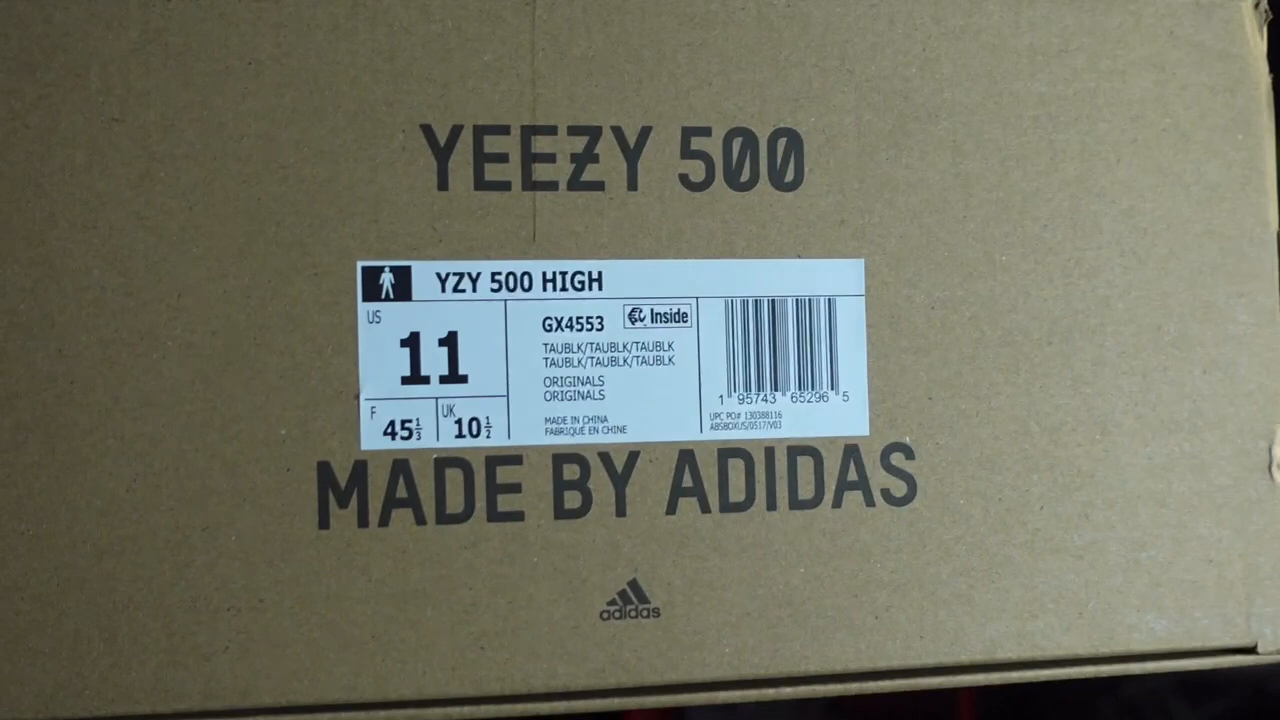 YEEZY 500
YZY 500 HIGH
US
11
F
45⅓
UK
10½
GX4553
Inside
TAUBLK/TAUBLK/TAUBLK
TAUBLK/TAUBLK/TAUBLK
ORIGINALS
ORIGINALS
MADE IN CHINA
FABRIQUÉ EN CHINE
1 95743 65296 5
UPC PO# 130388116
ABSBOXUS/0517/V03
MADE BY ADIDAS
adidas